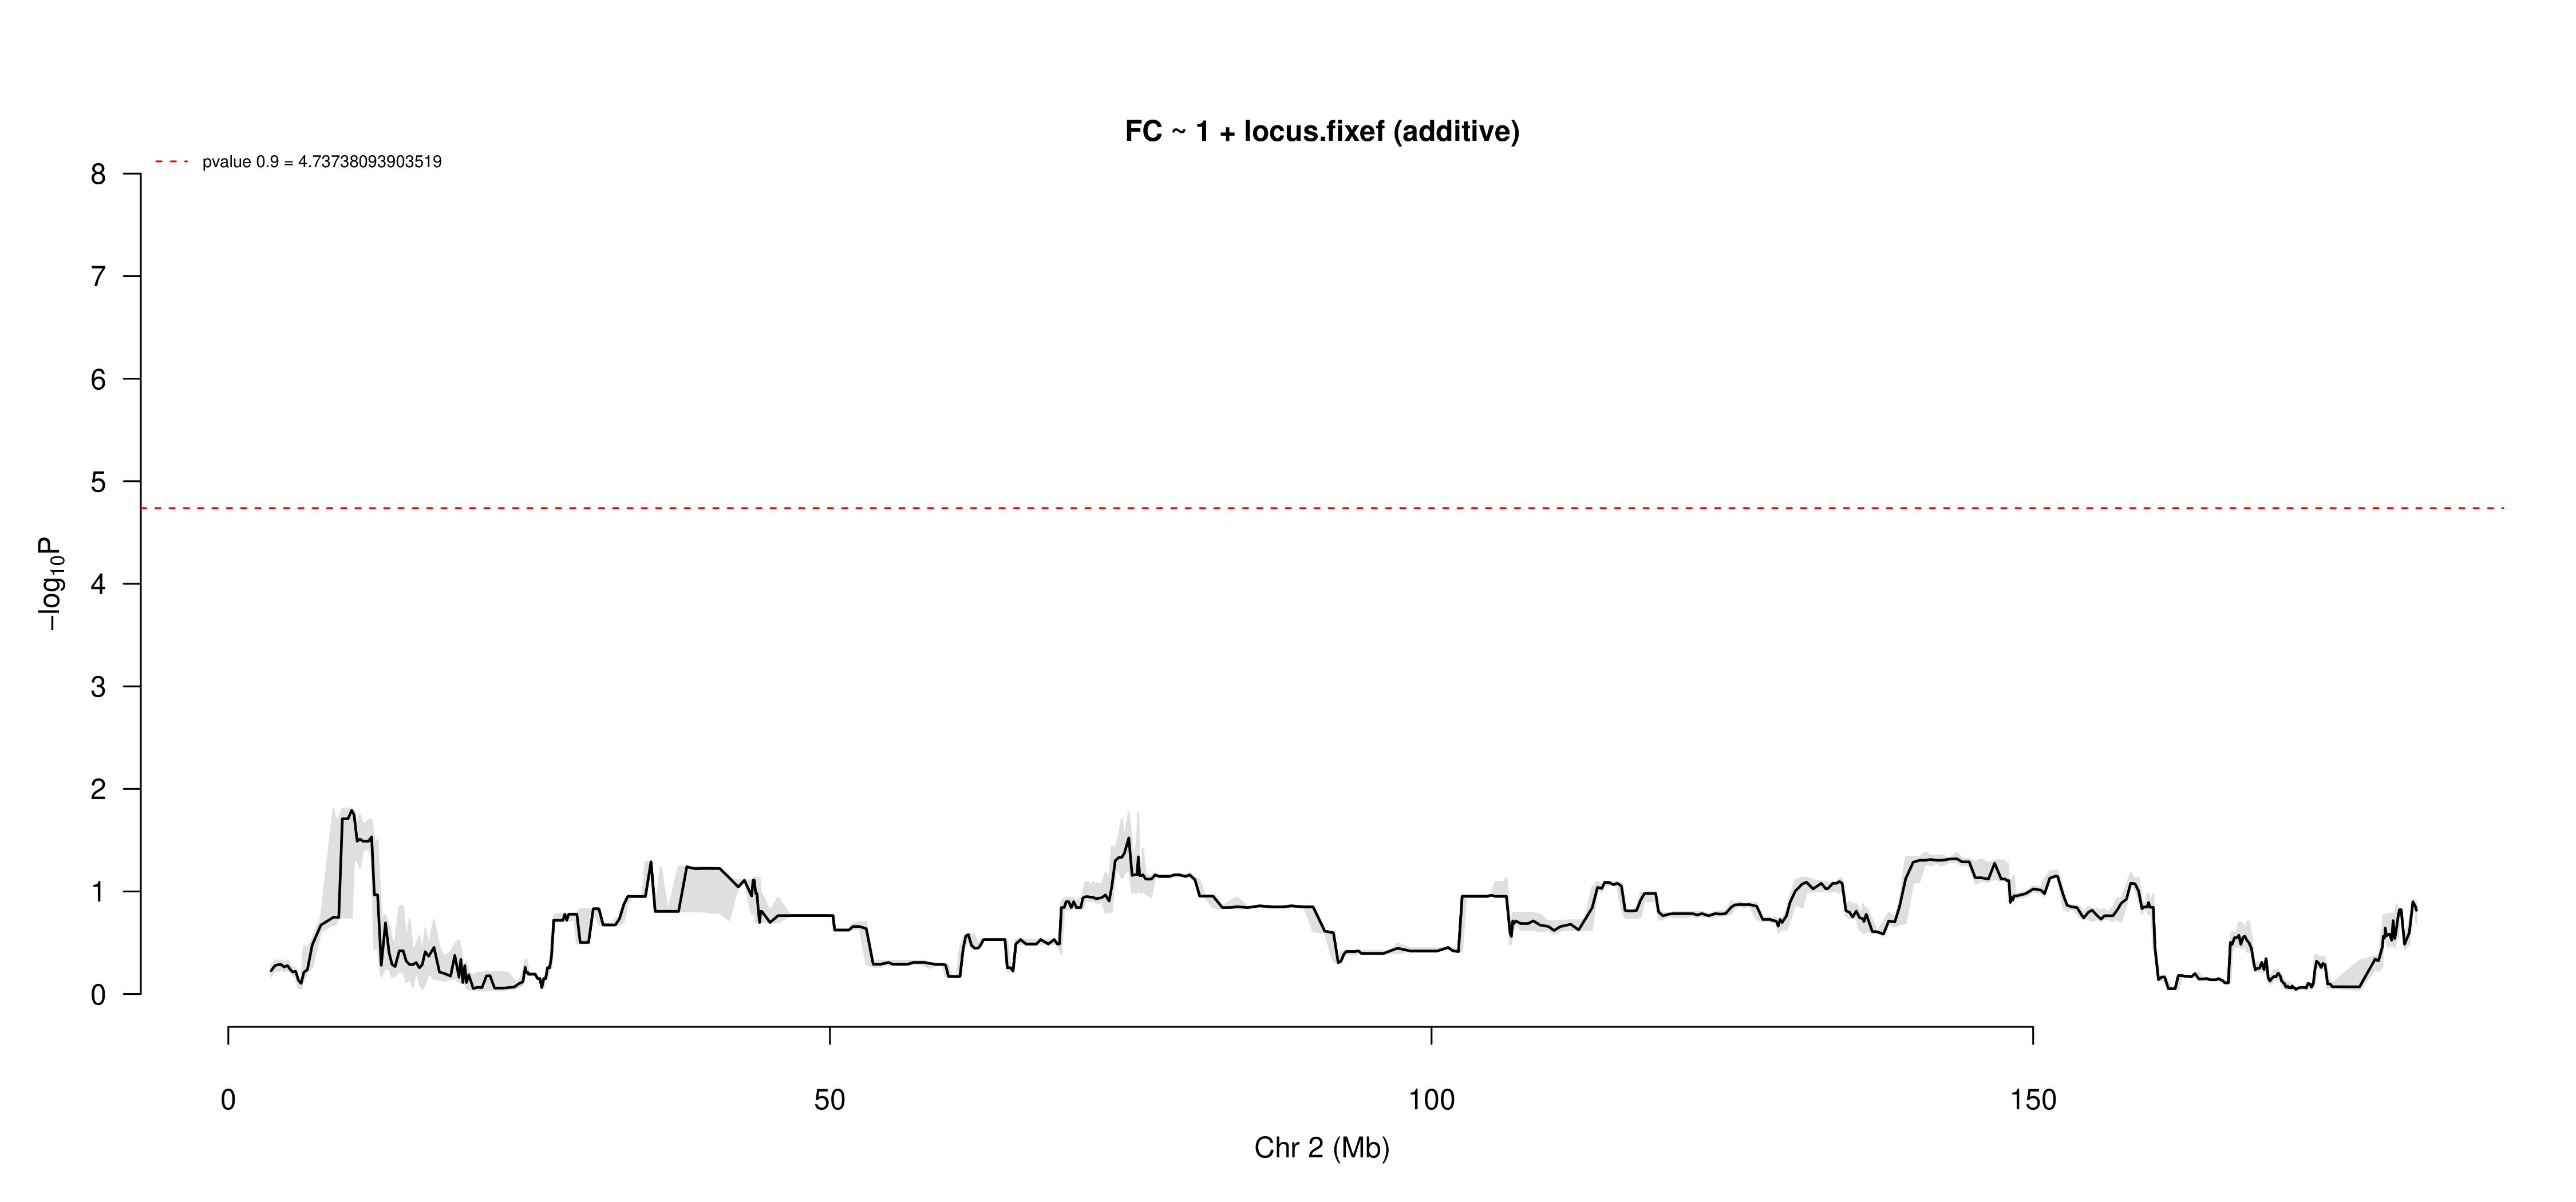 FC ~ 1 + locus.fixef (additive)
pvalue 0.9 = 4.73738093903519
8
7
6
5
4
3
2
1
0
−log10P
0 50 100 150
Chr 2 (Mb)